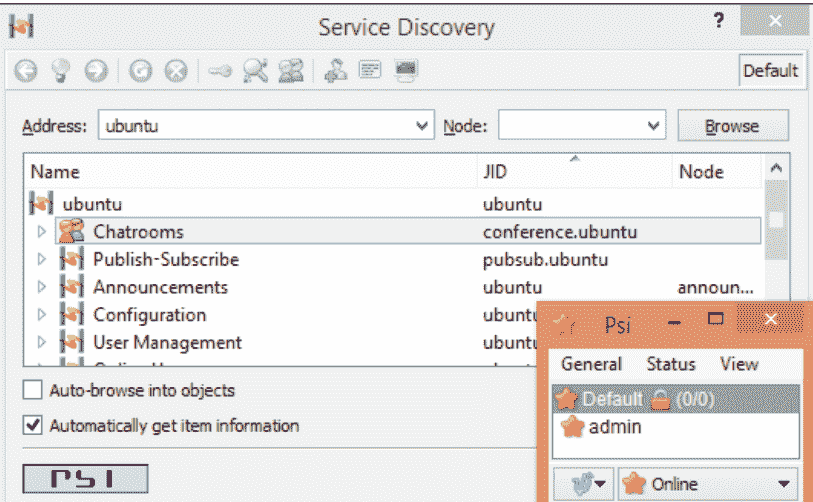 Service Discovery
?
Default
Address: ubuntu Node: Browse
Name JID Node
ubuntu ubuntu
Chatrooms conference.ubuntu
Publish-Subscribe pubsub.ubuntu
Announcements ubuntu announ...
Configuration
User Management
Auto-browse into objects
Automatically get item information
PSI
Psi
General Status View
Default (0/0)
admin
Online